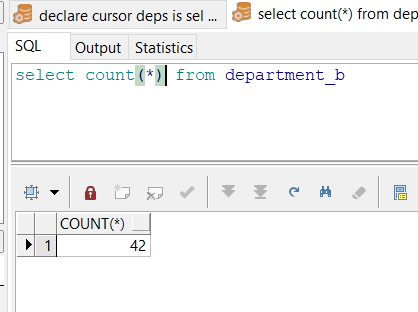 declare cursor deps is sel ...
select count(*) from dep
SQL
Output
Statistics
select count(*) from department_b
COUNT(*)
1
42